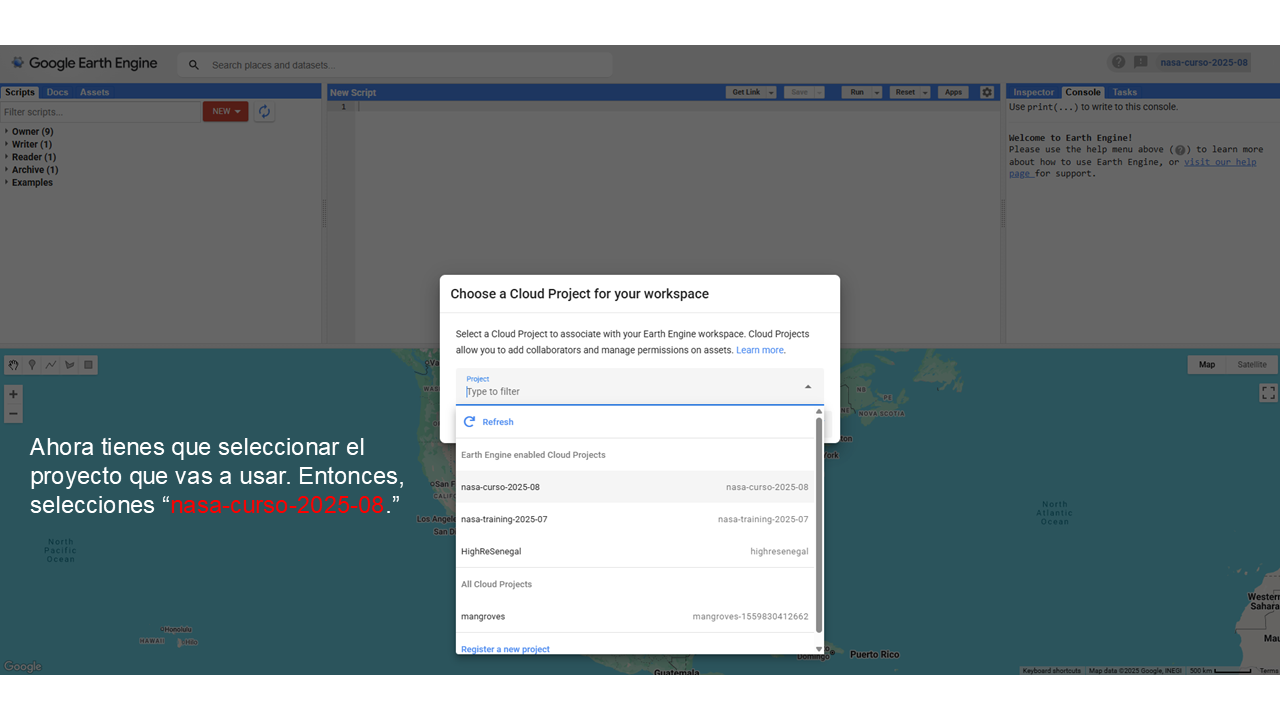 Google Earth Engine
Search places and datasets...
nasa-curso-2025-08
Scripts Docs Assets
Filter scripts...
NEW
Owner (9)
Writer (1)
Reader (1)
Archive (1)
Examples
New Script
Get Link Save Run Reset Apps
1
Inspector Console Tasks
Use print(...) to write to this console.
Welcome to Earth Engine!
Please use the help menu above (?) to learn more
about how to use Earth Engine, or visit our help
page for support.
Choose a Cloud Project for your workspace
Select a Cloud Project to associate with your Earth Engine workspace. Cloud Projects
allow you to add collaborators and manage permissions on assets. Learn more.
Project
Type to filter
Refresh
Earth Engine enabled Cloud Projects
nasa-curso-2025-08 nasa-curso-2025-08
nasa-training-2025-07 nasa-training-2025-07
HighReSenegal highresenegal
All Cloud Projects
mangroves mangroves-1559830412662
Register a new project
Ahora tienes que seleccionar el
proyecto que vas a usar. Entonces,
selecciones “nasa-curso-2025-08.”
Map Satellite
NB
PE
NOVA SCOTIA
North
Pacific
Ocean
North
Atlantic
Ocean
Los Angele
San D
Honolulu
HAWAII
Hilo
Western
Sahara
Mau
Domingo
Puerto Rico
Guatemala
Google
Keyboard shortcuts Map data ©2025 Google, INEGI 500 km Terms